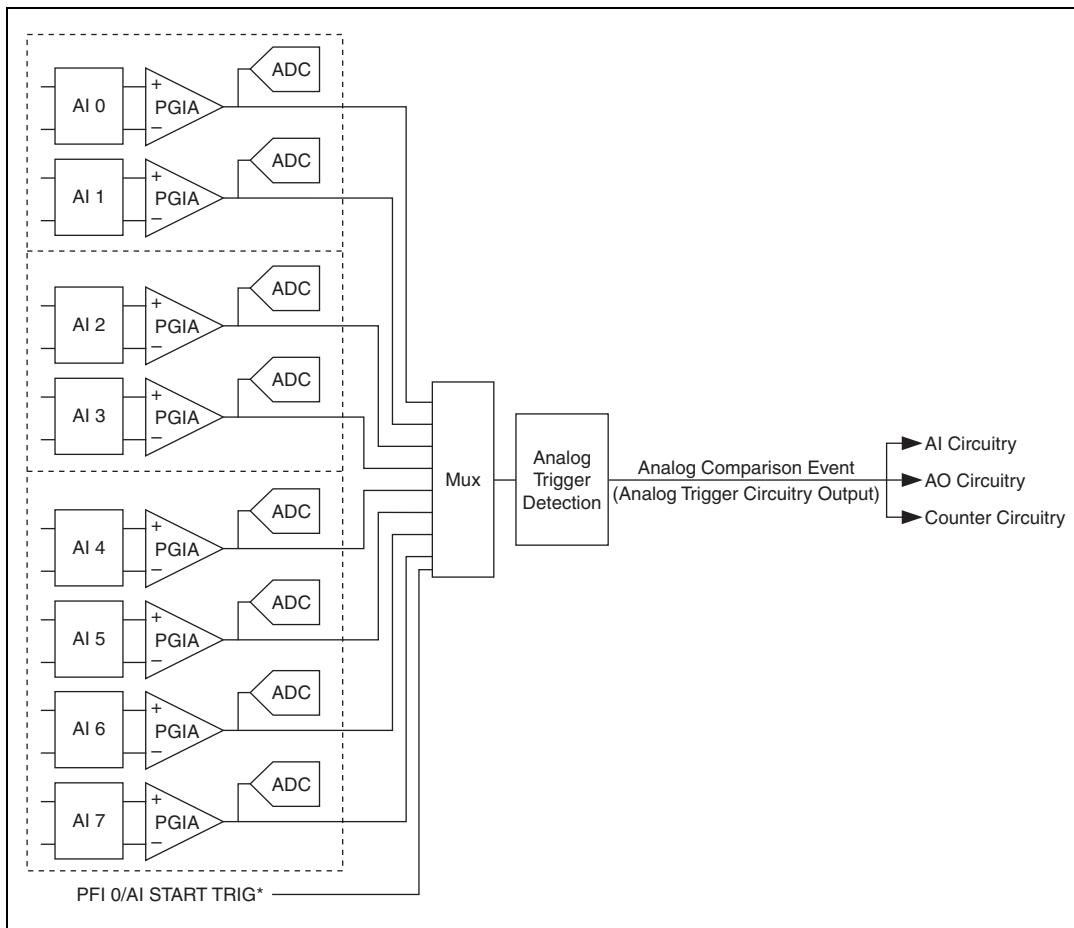 ADC
AI 0
+
PGIA
−
ADC
AI 1
+
PGIA
−
ADC
AI 2
+
PGIA
−
ADC
AI 3
+
PGIA
−
ADC
AI 4
+
PGIA
−
ADC
AI 5
+
PGIA
−
ADC
AI 6
+
PGIA
−
ADC
AI 7
+
PGIA
−
PFI 0/AI START TRIG*
Mux
Analog
Trigger
Detection
Analog Comparison Event
(Analog Trigger Circuitry Output)
AI Circuitry
AO Circuitry
Counter Circuitry